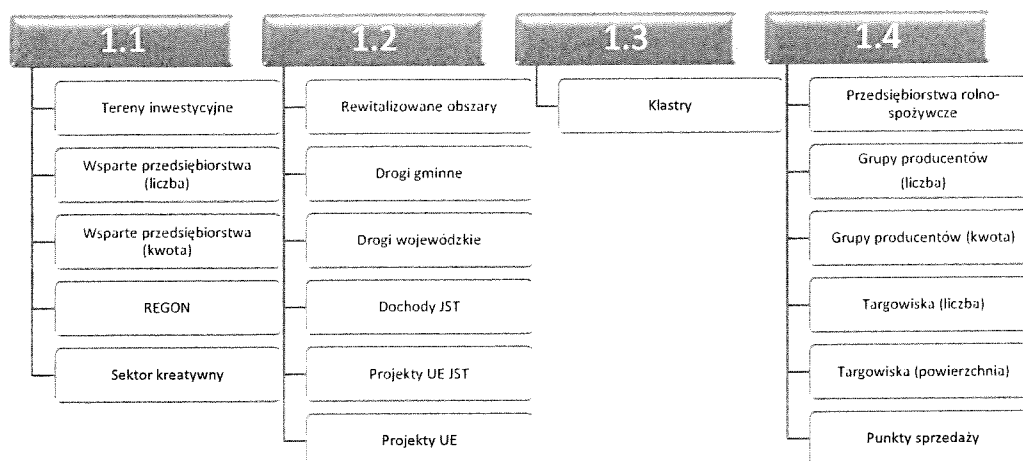 1.1
Tereny inwestycyjne
Wsparte przedsiębiorstwa
(liczba)
Wsparte przedsiębiorstwa
(kwota)
REGON
Sektor kreatywny
1.2
Rewitalizowane obszary
Drogi gminne
Drogi wojewódzkie
Dochody JST
Projekty UE JST
Projekty UE
1.3
Klastry
1.4
Przedsiębiorstwa rolno-
spożywcze
Grupy producentów
(liczba)
Grupy producentów (kwota)
Targowiska (liczba)
Targowiska (powierzchnia)
Punkty sprzedaży